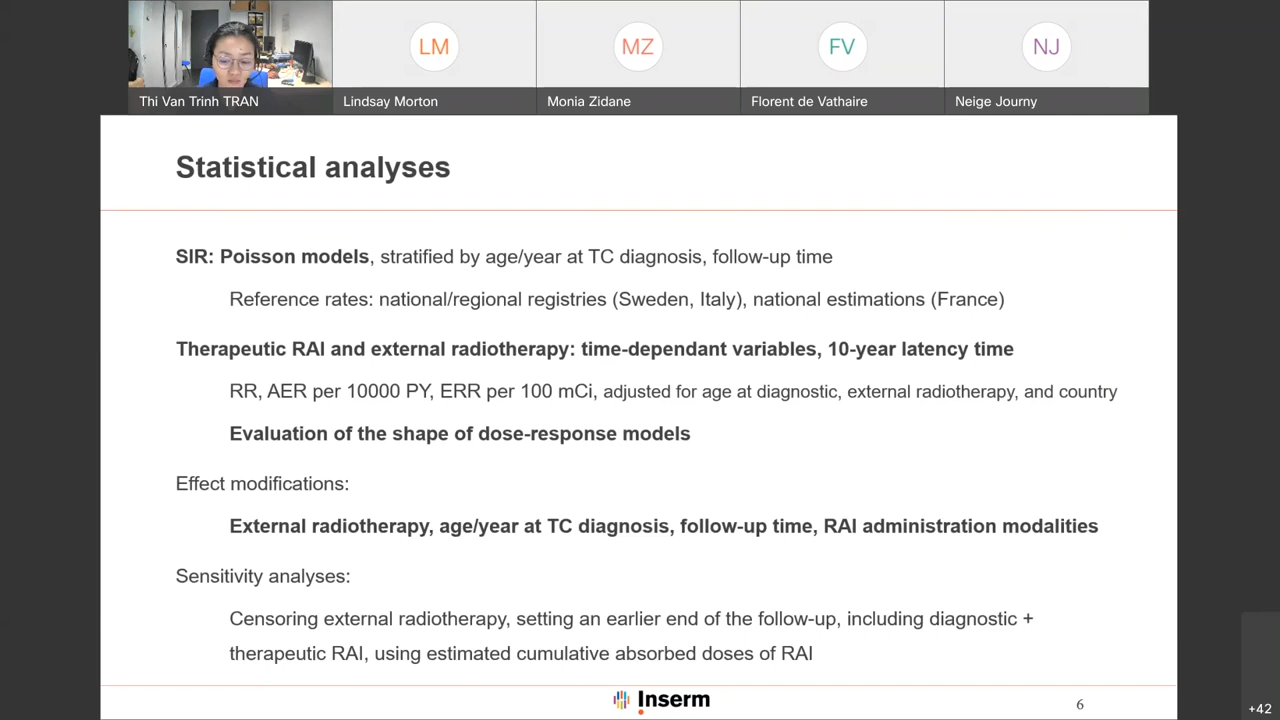 LM
MZ
FV
NJ
Thi Van Trinh TRAN
Lindsay Morton
Monia Zidane
Florent de Vathaire
Neige Journy
Statistical analyses
SIR: Poisson models, stratified by age/year at TC diagnosis, follow-up time
Reference rates: national/regional registries (Sweden, Italy), national estimations (France)
Therapeutic RAI and external radiotherapy: time-dependant variables, 10-year latency time
RR, AER per 10000 PY, ERR per 100 mCi, adjusted for age at diagnostic, external radiotherapy, and country
Evaluation of the shape of dose-response models
Effect modifications:
External radiotherapy, age/year at TC diagnosis, follow-up time, RAI administration modalities
Sensitivity analyses:
Censoring external radiotherapy, setting an earlier end of the follow-up, including diagnostic +
therapeutic RAI, using estimated cumulative absorbed doses of RAI
Inserm
6
+42